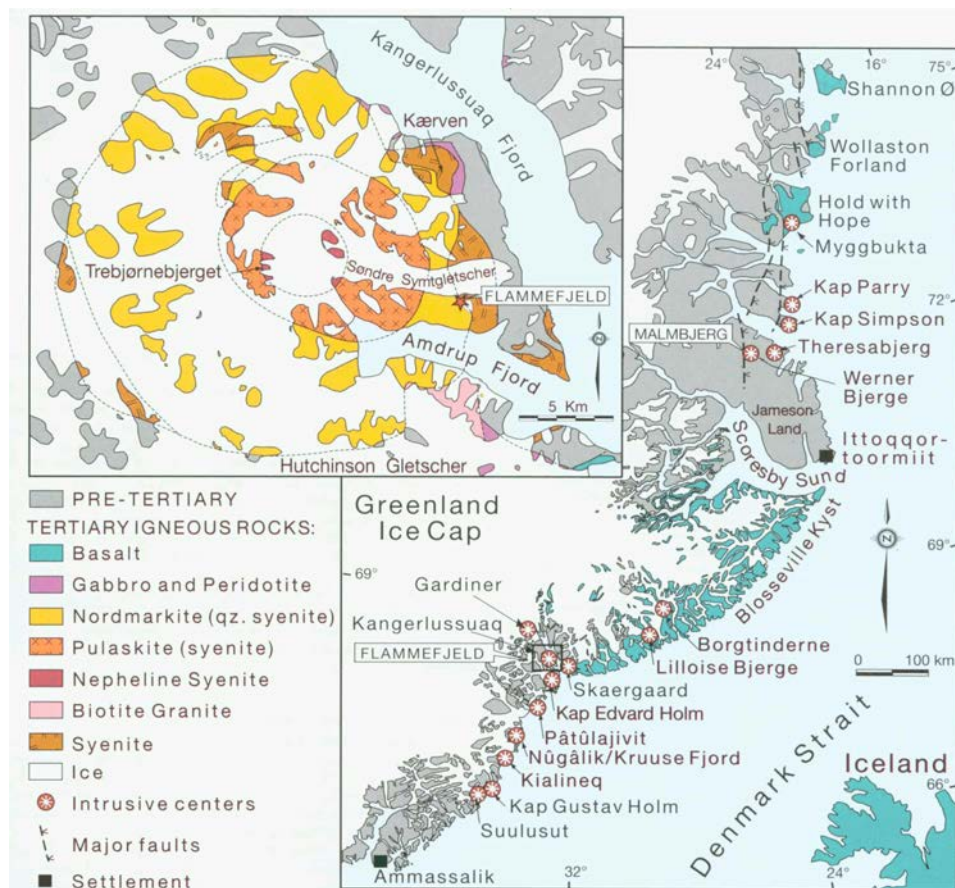 Kangerlussuaq Fjord
Kærven
Trebjørnebjerget
Søndre Symtgletscher
FLAMMEFJELD
Amdrup Fjord
N
5 Km
Hutchinson Gletscher
PRE-TERTIARY
TERTIARY IGNEOUS ROCKS:
Basalt
Gabbro and Peridotite
Nordmarkite (qz. syenite)
Pulaskite (syenite)
Nepheline Syenite
Biotite Granite
Syenite
Ice
Intrusive centers
Major faults
Settlement
24°
16°
75°
Shannon Ø
Wollaston
Forland
Hold with
Hope
Myggbukta
72°
Kap Parry
Kap Simpson
MALMBJERG
Theresabjerg
Werner
Bjerge
Jameson
Land
Ittoqqor-
toormiit
Scoresby Sund
Greenland
Ice Cap
N
69°
69°
Blosseville Kyst
Gardiner
Kangerlussuaq
FLAMMEFJELD
Borgtinderne
Lilloise Bjerge
0 100 km
Skaergaard
Kap Edvard Holm
Pâtûlajivit
Nûgâlik/Kruuse Fjord
Kialineq
Kap Gustav Holm
Suulusut
Denmark Strait
Iceland
66°
Ammassalik
32°
24°